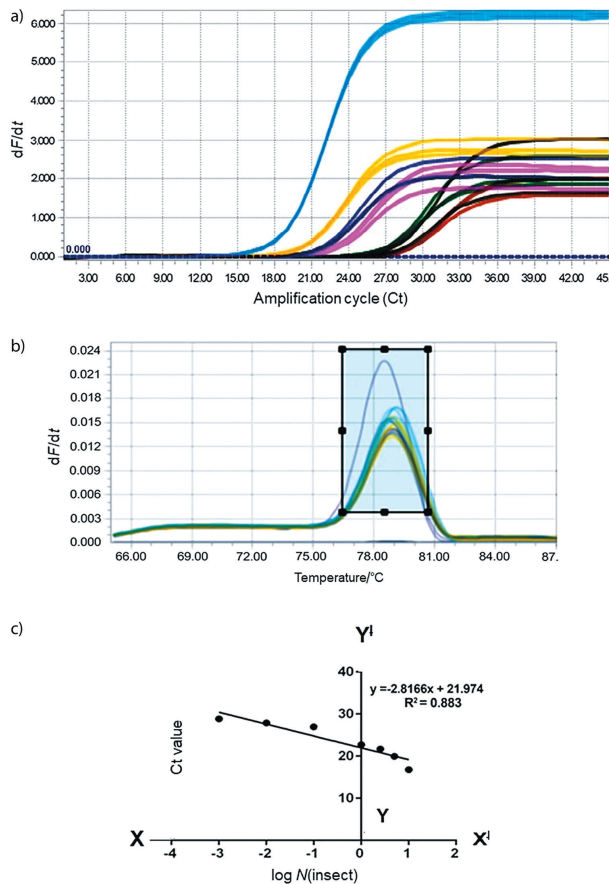 a)
6.000
5.000
4.000
3.000
2.000
1.000
0.000
0.000
3.00 6.00 9.00 12.00 15.00 18.00 21.00 24.00 27.00 30.00 33.00 36.00 39.00 42.00 45
dF/dt
Amplification cycle (Ct)
b)
0.024
0.021
0.018
0.015
0.012
0.009
0.006
0.003
0.000
66.00 69.00 72.00 75.00 78.00 81.00 84.00 87.
dF/dt
Temperature/°C
c)
Y
40
30
20
10
y =-2.8166x + 21.974
R² = 0.883
Ct value
Y
X
X
-4 -3 -2 -1 0 1 2
log N(insect)